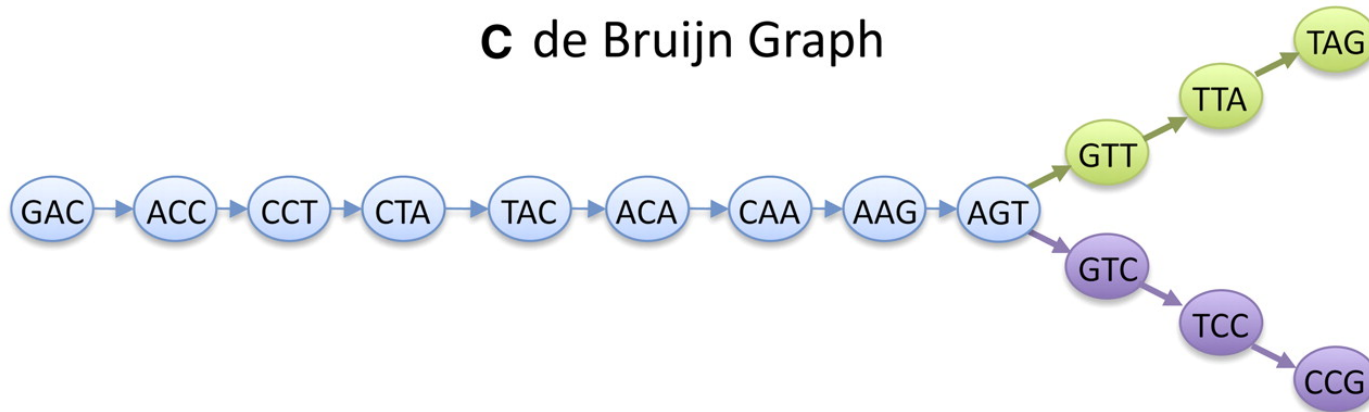 C de Bruijn Graph
TAG
TTA
GTT
GAC ACC CCT CTA TAC ACA CAA AAG AGT
GTC
TCC
CCG